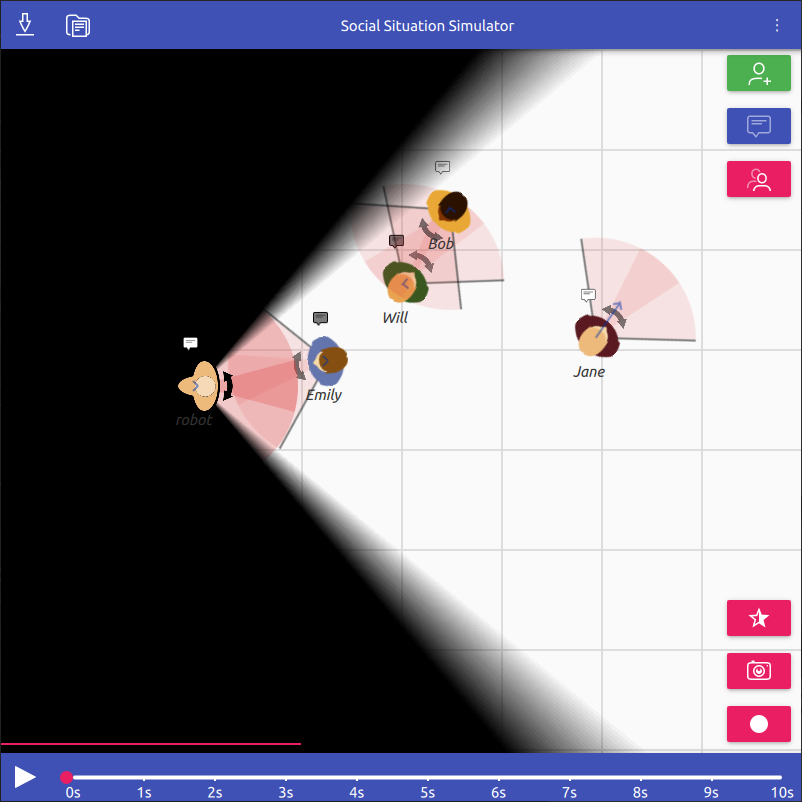 Social Situation Simulator
Bob
Will
Jane
Emily
robot
0s 1s 2s 3s 4s 5s 6s 7s 8s 9s 10s